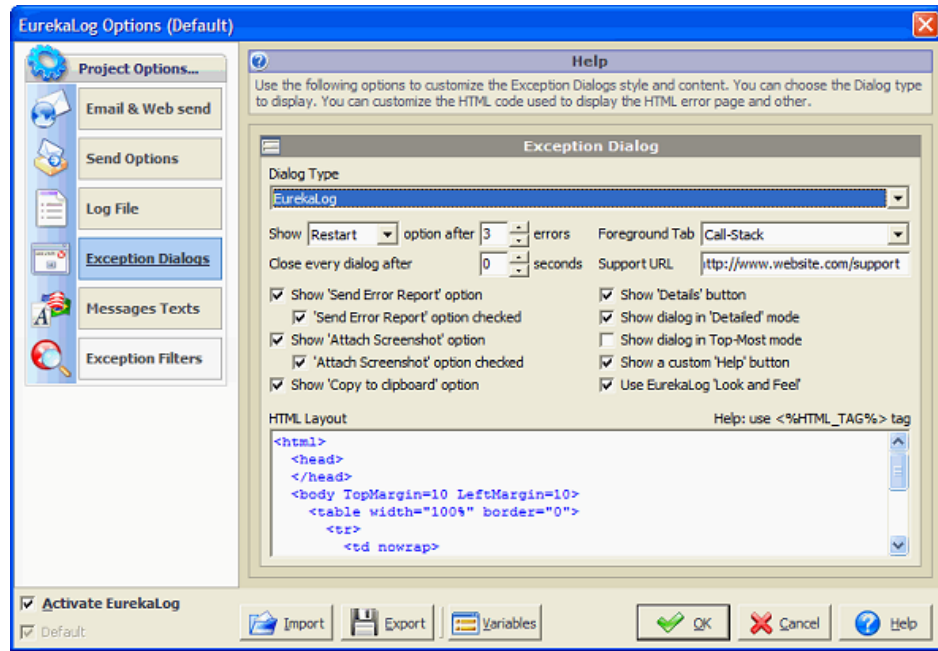 EurekaLog Options (Default)
Project Options...
Email & Web send
Send Options
Log File
Exception Dialogs
Messages Texts
Exception Filters
Help
Use the following options to customize the Exception Dialogs style and content. You can choose the Dialog type
to display. You can customize the HTML code used to display the HTML error page and other.
Exception Dialog
Dialog Type
EurekaLog
Show Restart option after 3 errors Foreground Tab Call-Stack
Close every dialog after 0 seconds Support URL ttp://www.website.com/support
Show 'Send Error Report' option Show 'Details' button
'Send Error Report' option checked Show dialog in 'Detailed' mode
Show 'Attach Screenshot' option Show dialog in Top-Most mode
'Attach Screenshot' option checked Show a custom 'Help' button
Show 'Copy to clipboard' option Use EurekaLog 'Look and Feel'
HTML Layout Help: use <%HTML_TAG%> tag
<html>
<head>
</head>
<body TopMargin=10 LeftMargin=10>
<table width="100%" border="0">
<tr>
<td nowrap>
Activate EurekaLog
Default
Import Export Variables OK Cancel Help